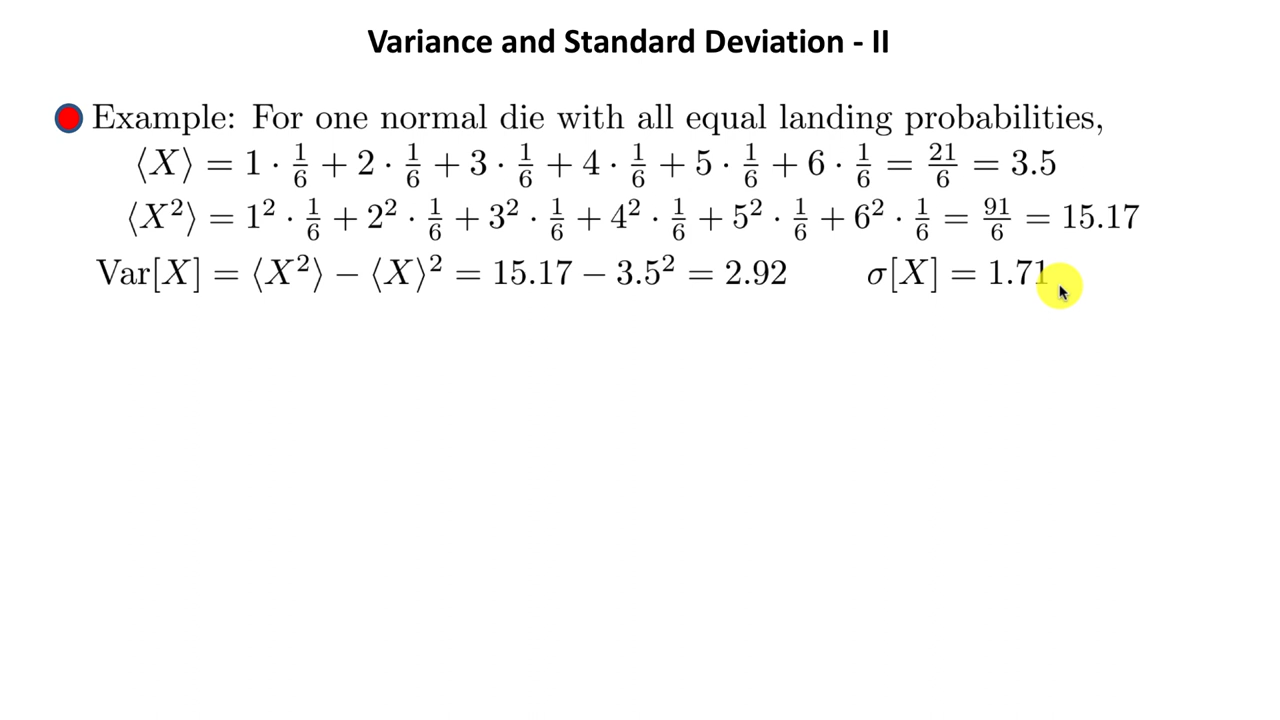 Variance and Standard Deviation - II
Example: For one normal die with all equal landing probabilities,
⟨X⟩ = 1 · 1/6 + 2 · 1/6 + 3 · 1/6 + 4 · 1/6 + 5 · 1/6 + 6 · 1/6 = 21/6 = 3.5
⟨X²⟩ = 1² · 1/6 + 2² · 1/6 + 3² · 1/6 + 4² · 1/6 + 5² · 1/6 + 6² · 1/6 = 91/6 = 15.17
Var[X] = ⟨X²⟩ − ⟨X⟩² = 15.17 − 3.5² = 2.92 σ[X] = 1.71